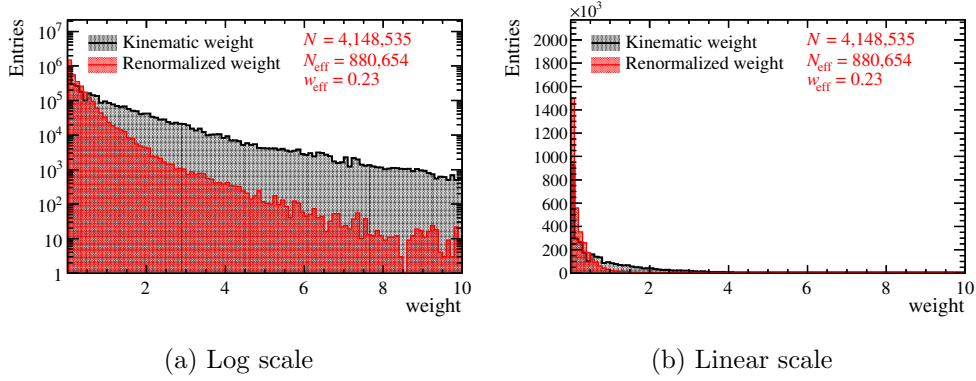 Entries
10^7
10^6
10^5
10^4
10^3
10^2
10
1
Kinematic weight
Renormalized weight
N = 4,148,535
N_eff = 880,654
w_eff = 0.23
2 4 6 8 10
weight
(a) Log scale
Entries
×10^3
2000
1800
1600
1400
1200
1000
800
600
400
200
0
Kinematic weight
Renormalized weight
N = 4,148,535
N_eff = 880,654
w_eff = 0.23
0 2 4 6 8 10
weight
(b) Linear scale